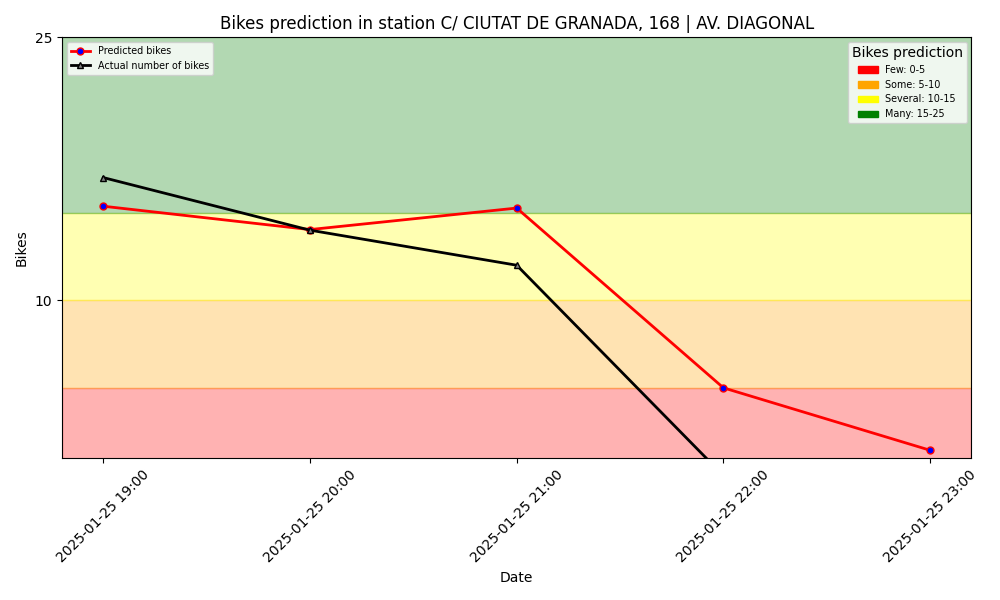 Bikes prediction in station C/ CIUTAT DE GRANADA, 168 | AV. DIAGONAL
25
10
Bikes
Predicted bikes
Actual number of bikes
Bikes prediction
Few: 0-5
Some: 5-10
Several: 10-15
Many: 15-25
2025-01-25 19:00
2025-01-25 20:00
2025-01-25 21:00
2025-01-25 22:00
2025-01-25 23:00
Date